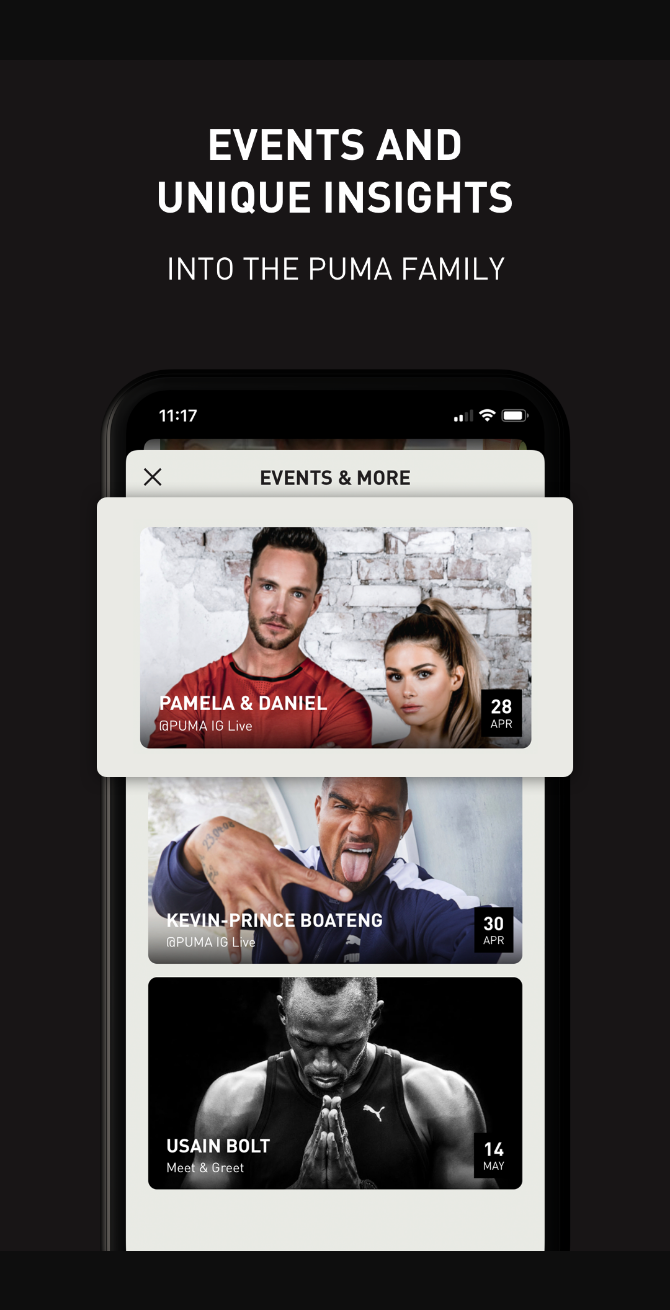 EVENTS AND
UNIQUE INSIGHTS
INTO THE PUMA FAMILY
11:17
EVENTS & MORE
PAMELA & DANIEL
@PUMA IG Live
28
APR
KEVIN-PRINCE BOATENG
@PUMA IG Live
30
APR
USAIN BOLT
Meet & Greet
14
MAY